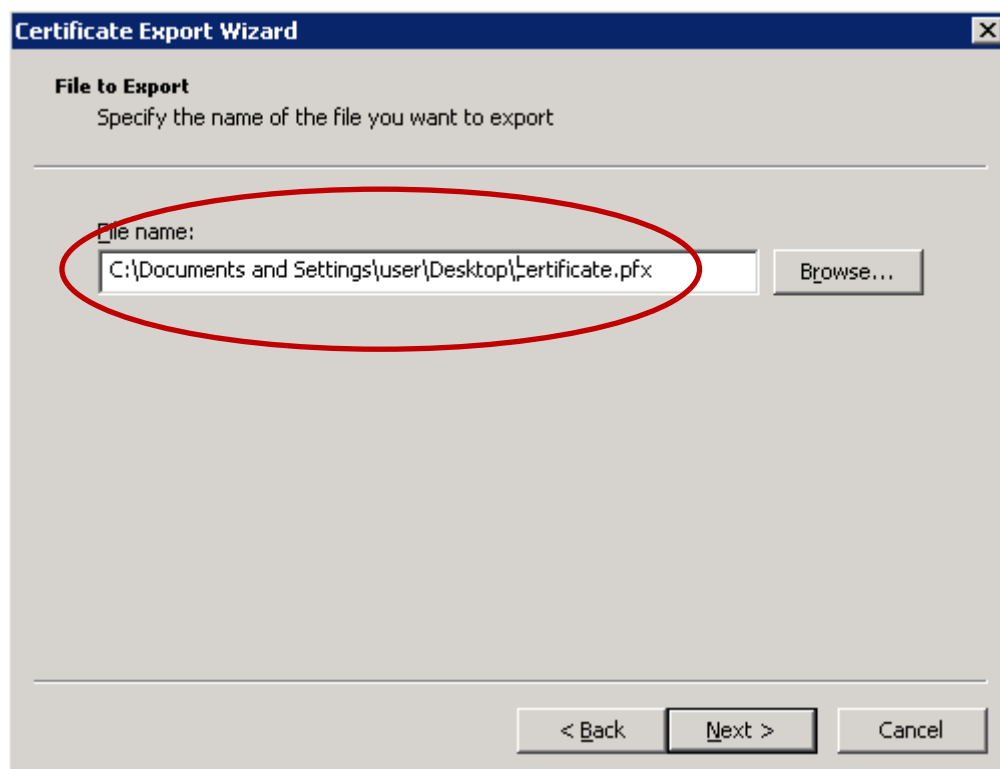 Certificate Export Wizard
File to Export
Specify the name of the file you want to export
File name:
C:\Documents and Settings\user\Desktop\certificate.pfx
Browse...
< Back
Next >
Cancel